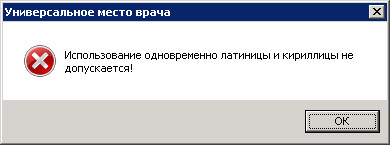 Универсальное место врача
Использование одновременно латиницы и кириллицы не
допускается!
OK